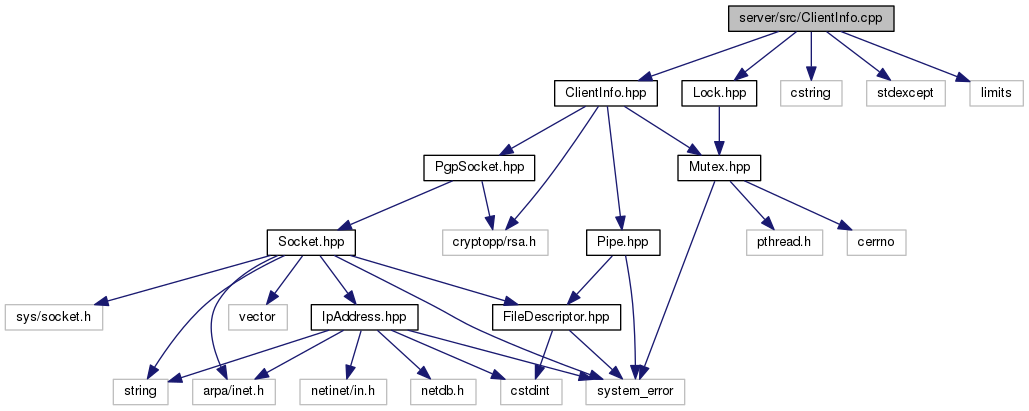 server/src/ClientInfo.cpp
ClientInfo.hpp
Lock.hpp
cstring
stdexcept
limits
PgpSocket.hpp
Mutex.hpp
Socket.hpp
cryptopp/rsa.h
Pipe.hpp
pthread.h
cerrno
sys/socket.h
vector
IpAddress.hpp
FileDescriptor.hpp
string
arpa/inet.h
netinet/in.h
netdb.h
cstdint
system_error